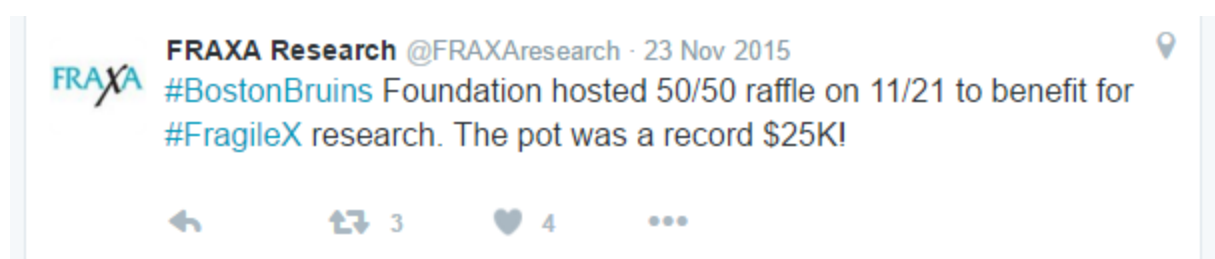 FRAXA
FRAXA Research @FRAXAresearch · 23 Nov 2015
#BostonBruins Foundation hosted 50/50 raffle on 11/21 to benefit for
#FragileX research. The pot was a record $25K!
3 4